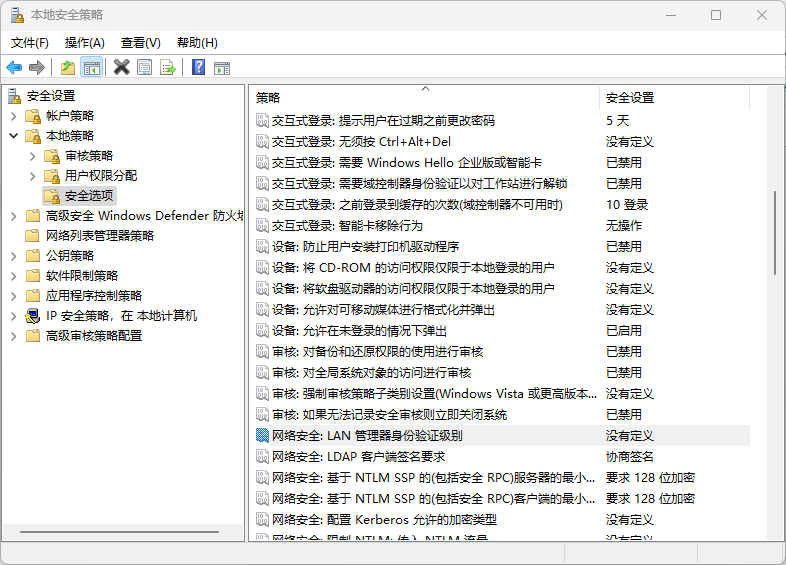 本地安全策略
文件(F) 操作(A) 查看(V) 帮助(H)
安全设置
帐户策略
本地策略
审核策略
用户权限分配
安全选项
高级安全 Windows Defender 防火墙
网络列表管理器策略
公钥策略
软件限制策略
应用程序控制策略
IP 安全策略，在 本地计算机
高级审核策略配置
策略 安全设置
交互式登录: 提示用户在过期之前更改密码 5 天
交互式登录: 无须按 Ctrl+Alt+Del 没有定义
交互式登录: 需要 Windows Hello 企业版或智能卡 已禁用
交互式登录: 需要域控制器身份验证以对工作站进行解锁 已禁用
交互式登录: 之前登录到缓存的次数(域控制器不可用时) 10 登录
交互式登录: 智能卡移除行为 无操作
设备: 防止用户安装打印机驱动程序 已禁用
设备: 将 CD-ROM 的访问权限仅限于本地登录的用户 没有定义
设备: 将软盘驱动器的访问权限仅限于本地登录的用户 没有定义
设备: 允许对可移动媒体进行格式化并弹出 没有定义
设备: 允许在未登录的情况下弹出 已启用
审核: 对备份和还原权限的使用进行审核 已禁用
审核: 对全局系统对象的访问进行审核 已禁用
审核: 强制审核策略子类别设置(Windows Vista 或更高版本... 没有定义
审核: 如果无法记录安全审核则立即关闭系统 已禁用
网络安全: LAN 管理器身份验证级别 没有定义
网络安全: LDAP 客户端签名要求 协商签名
网络安全: 基于 NTLM SSP 的(包括安全 RPC)服务器的最小... 要求 128 位加密
网络安全: 基于 NTLM SSP 的(包括安全 RPC)客户端的最小... 要求 128 位加密
网络安全: 配置 Kerberos 允许的加密类型 没有定义
网络安全: 限制 NTLM: 传入 NTLM 流量 没有定义